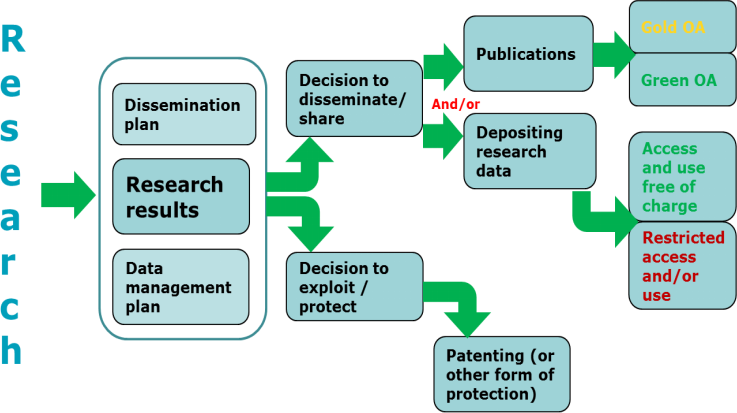 Research
Dissemination
plan
Research
results
Data
management
plan
Decision to
disseminate/
share
Decision to
exploit /
protect
And/or
Publications
Depositing
research
data
Patenting (or
other form of
protection)
Gold OA
Green OA
Access
and use
free of
charge
Restricted
access
and/or
use